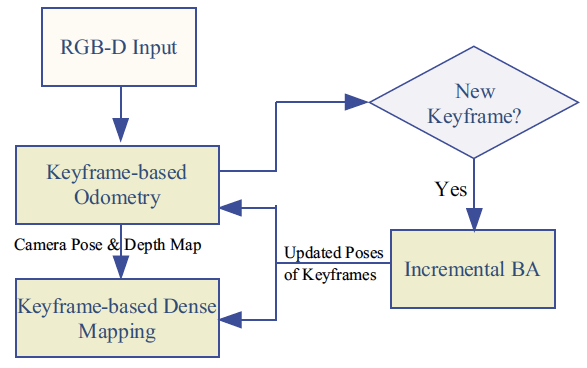 RGB-D Input
New
Keyframe?
Keyframe-based
Odometry
Yes
Camera Pose & Depth Map
Updated Poses
of Keyframes
Incremental BA
Keyframe-based Dense
Mapping